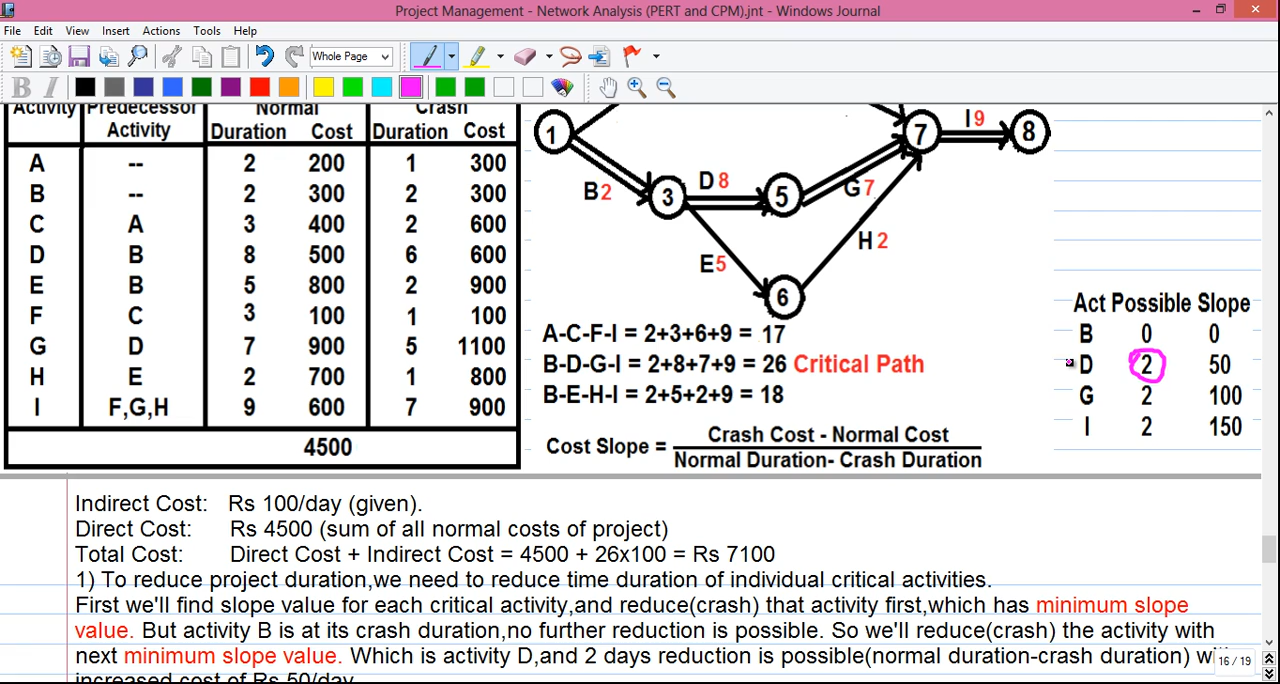 Project Management - Network Analysis (PERT and CPM).jnt - Windows Journal
File Edit View Insert Actions Tools Help
Whole Page
B I
Activity Predecessor Activity Normal Duration Cost Crash Duration Cost
A -- 2 200 1 300
B -- 2 300 2 300
C A 3 400 2 600
D B 8 500 6 600
E B 5 800 2 900
F C 3 100 1 100
G D 7 900 5 1100
H E 2 700 1 800
I F,G,H 9 600 7 900
4500
1
B 2
3
D 8
5
G 7
7
I 9
8
E 5
H 2
6
A-C-F-I = 2+3+6+9 = 17
B-D-G-I = 2+8+7+9 = 26 Critical Path
B-E-H-I = 2+5+2+9 = 18
Cost Slope = Crash Cost - Normal Cost
Normal Duration- Crash Duration
Act Possible Slope
B 0 0
D 2 50
G 2 100
I 2 150
Indirect Cost: Rs 100/day (given).
Direct Cost: Rs 4500 (sum of all normal costs of project)
Total Cost: Direct Cost + Indirect Cost = 4500 + 26x100 = Rs 7100
1) To reduce project duration,we need to reduce time duration of individual critical activities.
First we'll find slope value for each critical activity,and reduce(crash) that activity first,which has minimum slope
value. But activity B is at its crash duration,no further reduction is possible. So we'll reduce(crash) the activity with
next minimum slope value. Which is activity D,and 2 days reduction is possible(normal duration-crash duration)
increased cost of Rs 50/day
16 / 19